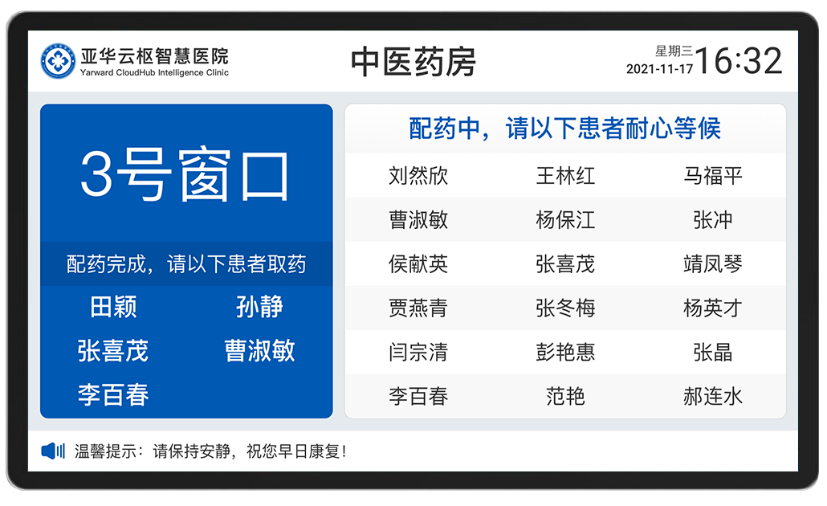 亚华云枢智慧医院
Yarward CloudHub Intelligence Clinic
中医药房
星期三
2021-11-17
16:32
3号窗口
配药完成，请以下患者取药
田颖 孙静
张喜茂 曹淑敏
李百春
配药中，请以下患者耐心等候
刘然欣 王林红 马福平
曹淑敏 杨保江 张冲
侯献英 张喜茂 靖凤琴
贾燕青 张冬梅 杨英才
闫宗清 彭艳惠 张晶
李百春 范艳 郝连水
温馨提示：请保持安静，祝您早日康复！